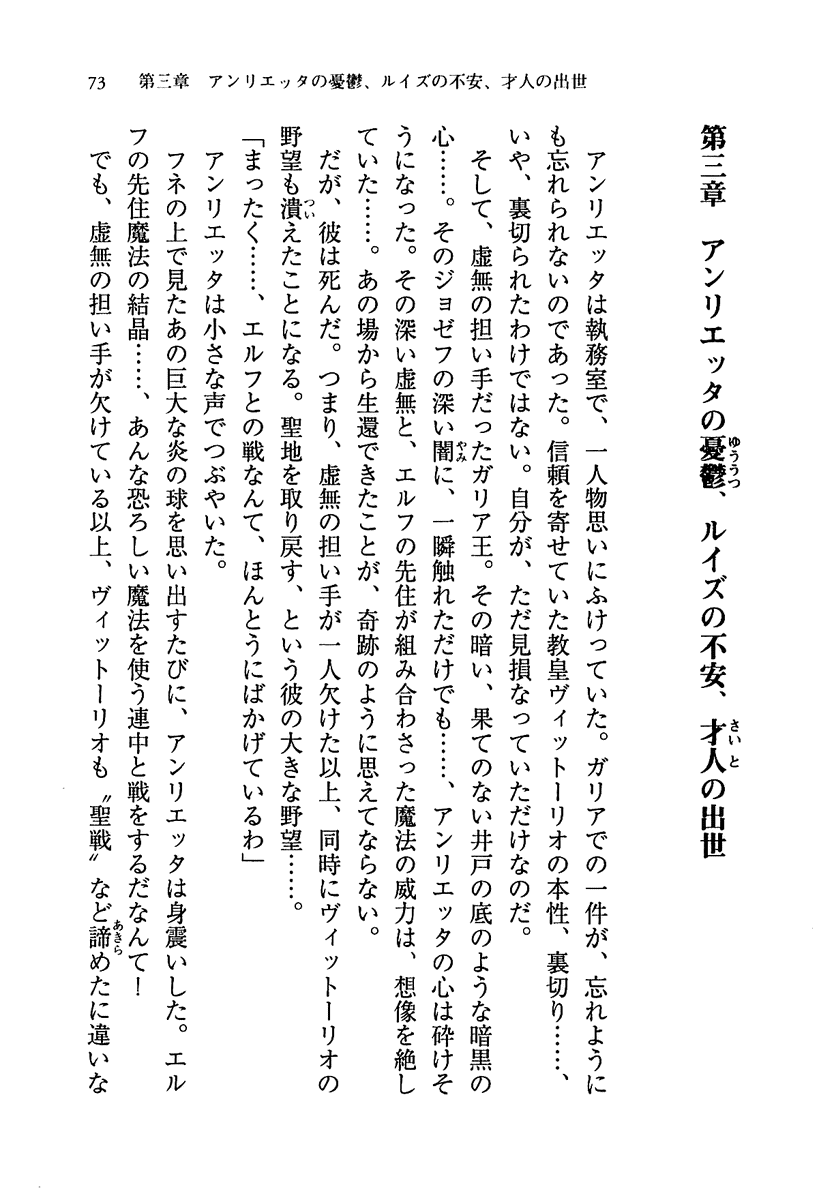 73　第三章　アンリエッタの憂鬱、ルイズの不安、才人の出世
第三章　アンリエッタの憂鬱、ルイズの不安、才人の出世
ゆううつ
さいと
アンリエッタは執務室で、一人物思いにふけっていた。ガリアでの一件が、忘れように
も忘れられないのであった。信頼を寄せていた教皇ヴィットーリオの本性、裏切り……、
いや、裏切られたわけではない。自分が、ただ見損なっていただけなのだ。
そして、虚無の担い手だったガリア王。その暗い、果てのない井戸の底のような暗黒の
心……。そのジョゼフの深い闇に、一瞬触れただけでも……、アンリエッタの心は砕けそ
やみ
うになった。その深い虚無と、エルフの先住が組み合わさった魔法の威力は、想像を絶し
ていた……。あの場から生還できたことが、奇跡のように思えてならない。
だが、彼は死んだ。つまり、虚無の担い手が一人欠けた以上、同時にヴィットーリオの
野望も潰えたことになる。聖地を取り戻す、という彼の大きな野望……。
つい
「まったく……、エルフとの戦なんて、ほんとうにばかげているわ」
アンリエッタは小さな声でつぶやいた。
フネの上で見たあの巨大な炎の球を思い出すたびに、アンリエッタは身震いした。エル
フの先住魔法の結晶……、あんな恐ろしい魔法を使う連中と戦をするだなんて！
でも、虚無の担い手が欠けている以上、ヴィットーリオも〝聖戦〟など諦めたに違いな
あきら